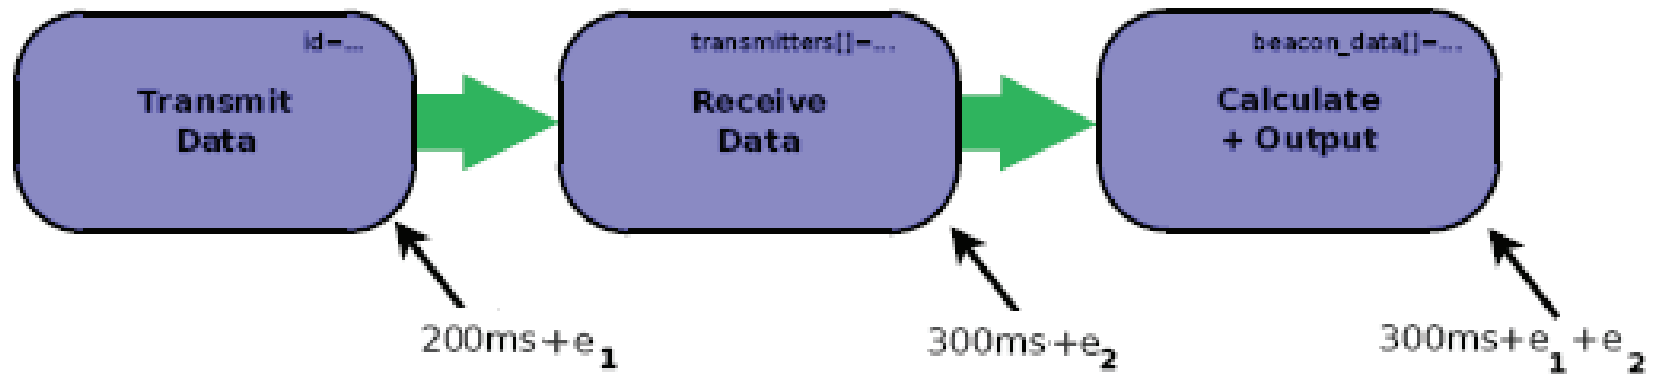 id=...
Transmit
Data
transmitters[]=...
Receive
Data
beacon_data[]=...
Calculate
+ Output
200ms+e1
300ms+e2
300ms+e1+e2